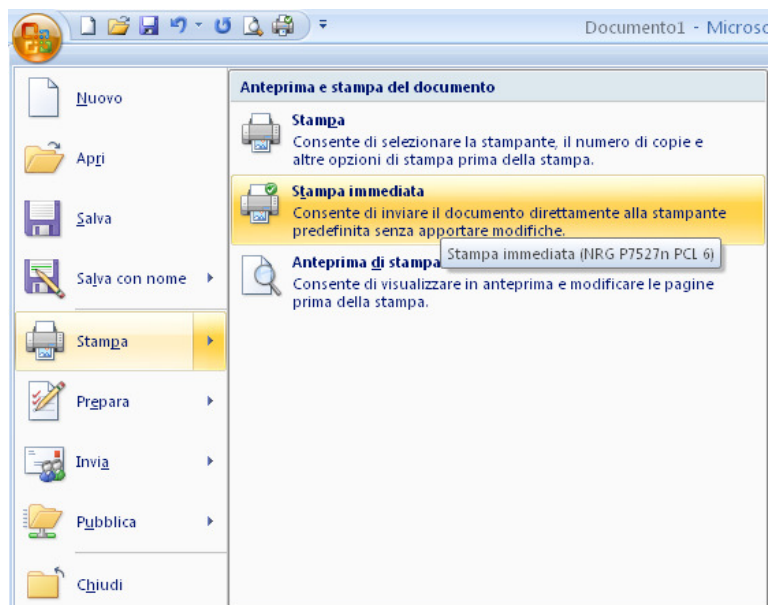 Documento1 - Microso
Nuovo
Apri
Salva
Salva con nome
Stampa
Prepara
Invia
Pubblica
Chiudi
Anteprima e stampa del documento
Stampa
Consente di selezionare la stampante, il numero di copie e
altre opzioni di stampa prima della stampa.
Stampa immediata
Consente di inviare il documento direttamente alla stampante
predefinita senza apportare modifiche.
Stampa immediata (NRG P7527n PCL 6)
Anteprima di stampa
Consente di visualizzare in anteprima e modificare le pagine
prima della stampa.